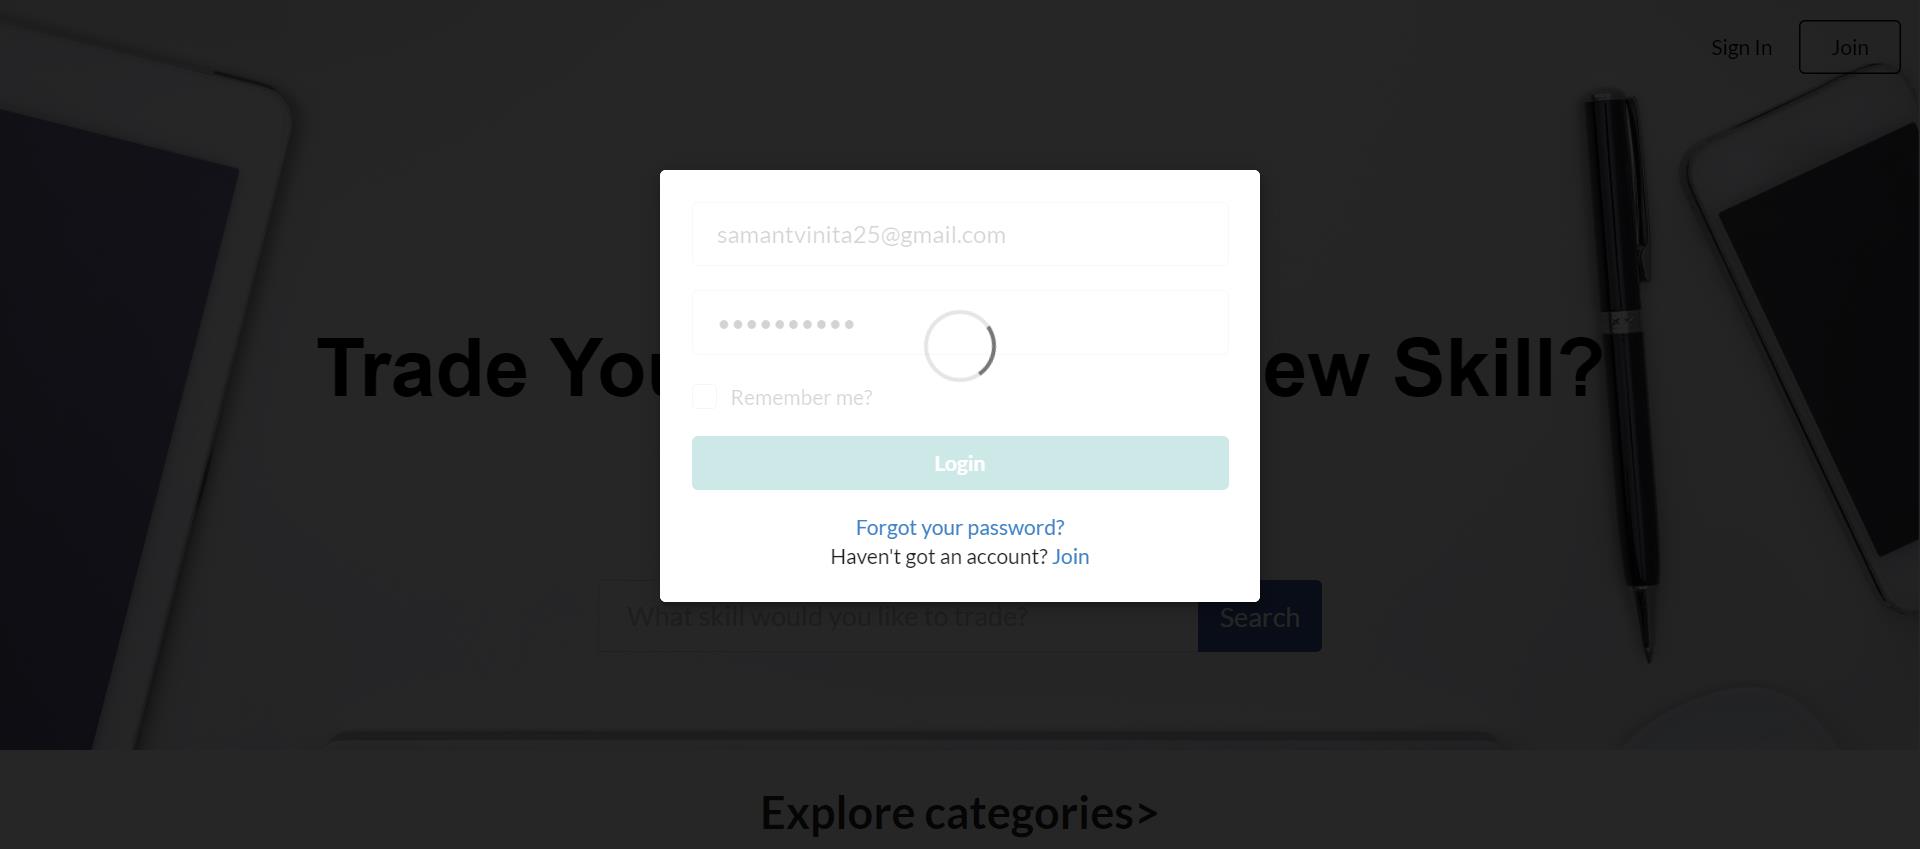 Sign In
Join
samantvinita25@gmail.com
Trade You ew Skill?
Remember me?
Login
Forgot your password?
Haven't got an account? Join
What skill would you like to trade?
Search
Explore categories>